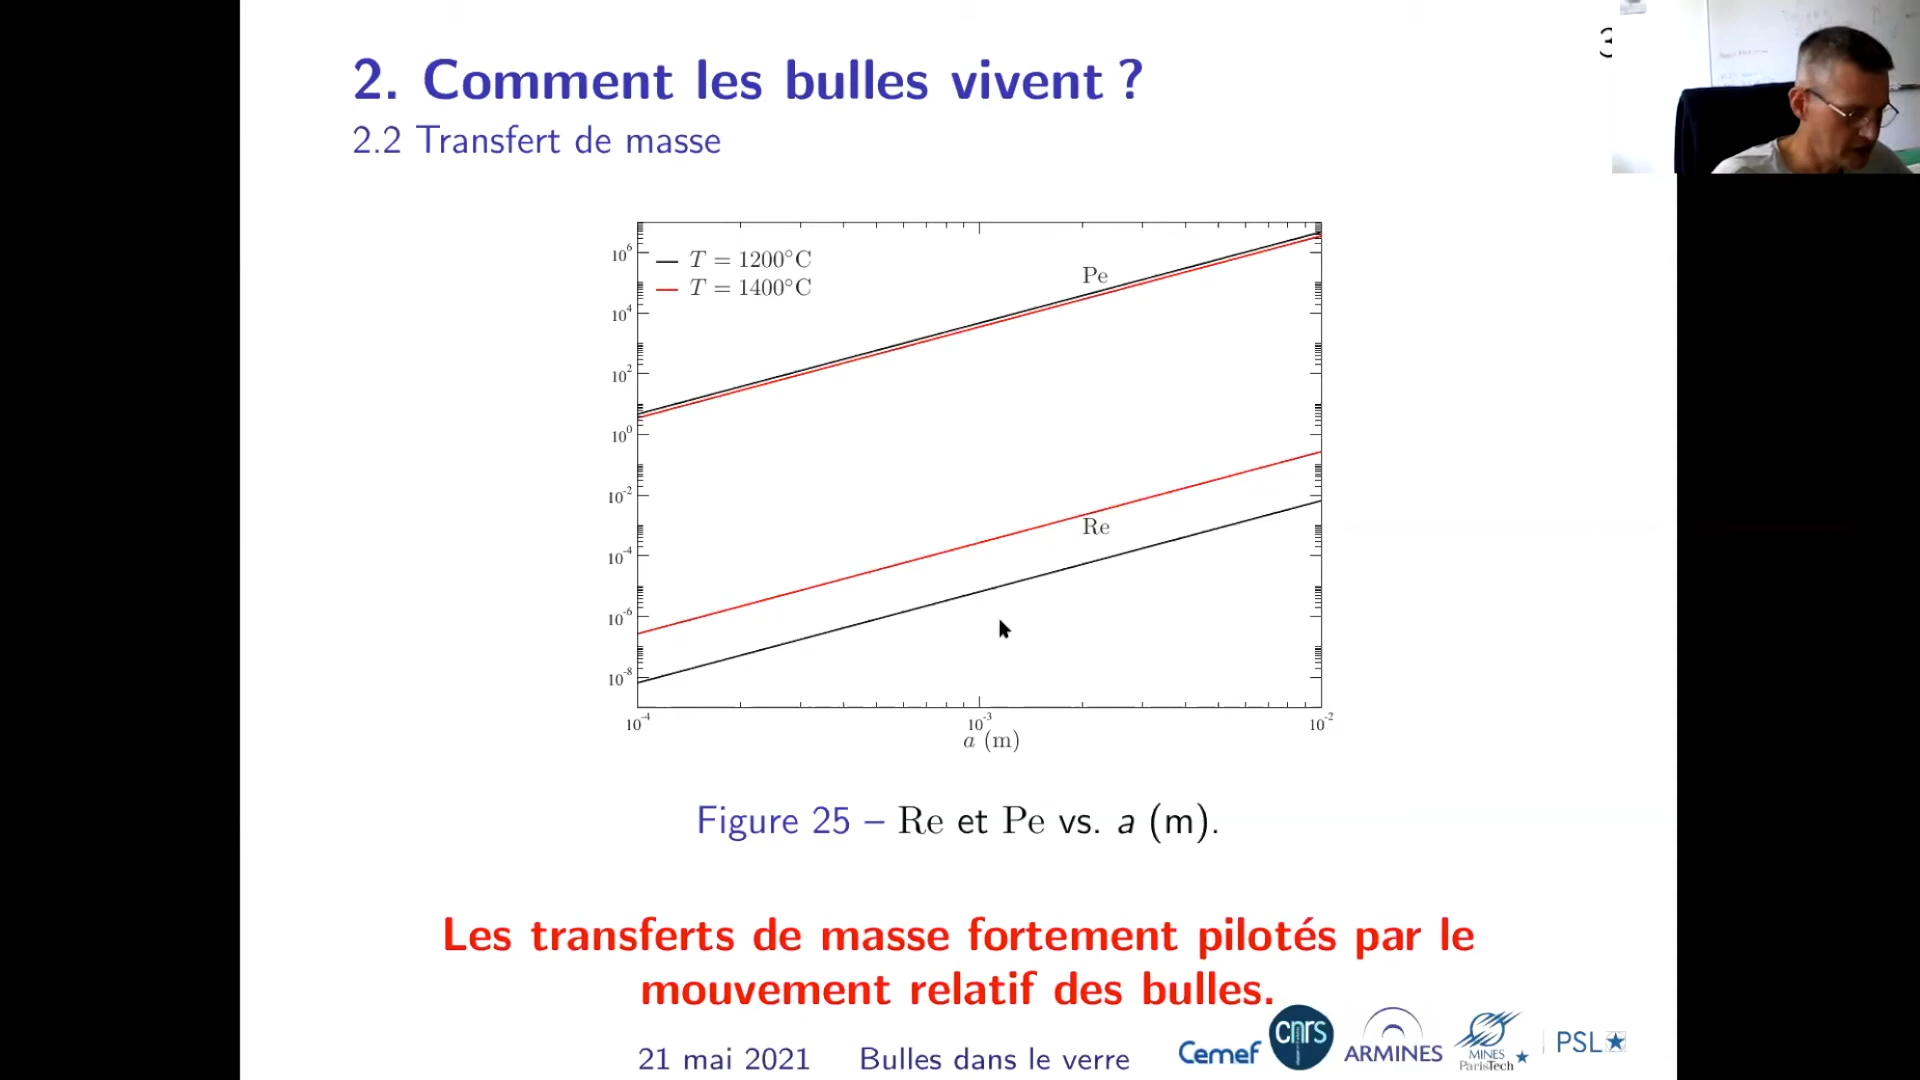 2. Comment les bulles vivent ?
2.2 Transfert de masse
3
T = 1200°C
T = 1400°C
Pe
Re
10^6
10^4
10^2
10^0
10^-2
10^-4
10^-6
10^-8
10^-4
10^-3
10^-2
a (m)
Figure 25 – Re et Pe vs. a (m).
Les transferts de masse fortement pilotés par le
mouvement relatif des bulles.
21 mai 2021 Bulles dans le verre
Cemef
cnrs
ARMINES
MINES
ParisTech
PSL